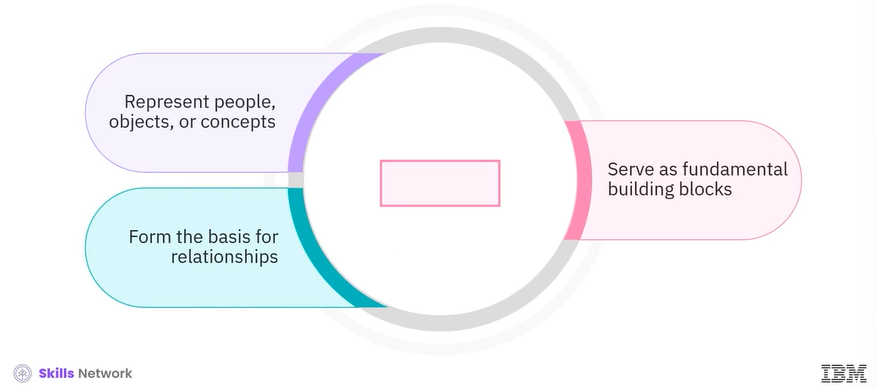 Represent people,
objects, or concepts
Serve as fundamental
building blocks
Form the basis for
relationships
Skills Network
IBM